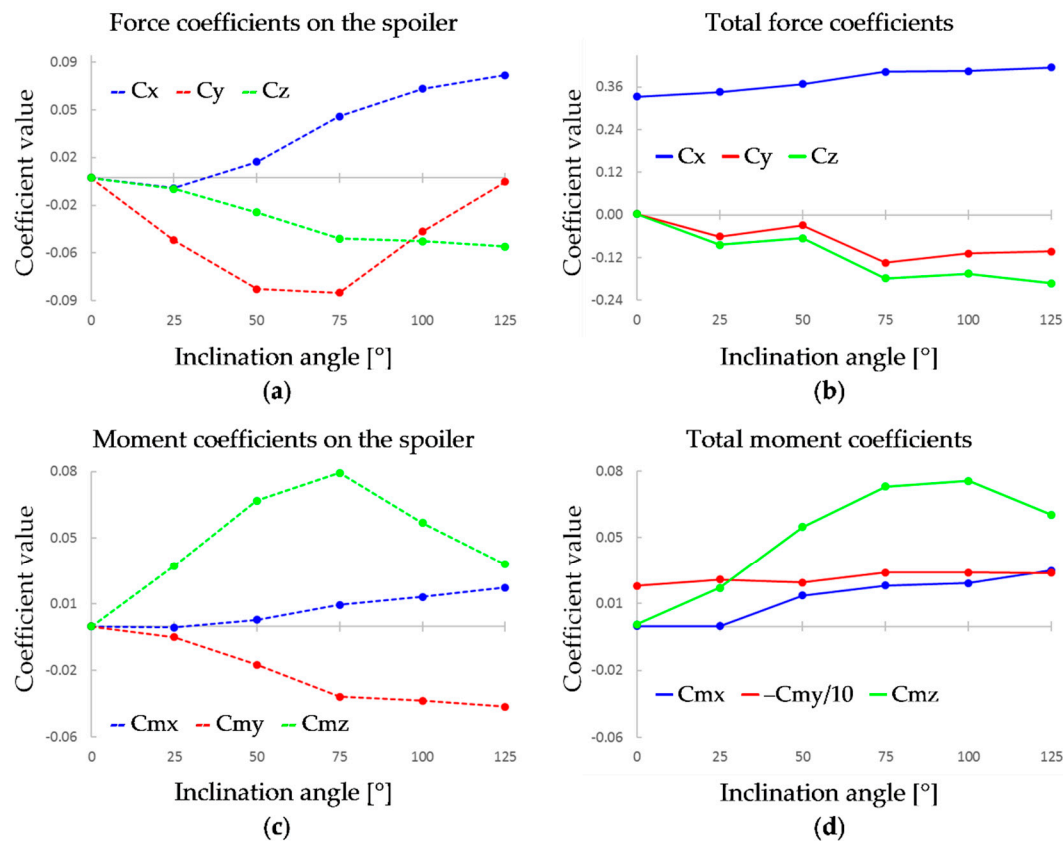 Force coefficients on the spoiler
Coefficient value
0.09
0.05
0.02
-0.02
-0.06
-0.09
Cx Cy Cz
0 25 50 75 100 125
Inclination angle [°]
(a)
Total force coefficients
Coefficient value
0.36
0.24
0.12
0.00
-0.12
-0.24
Cx Cy Cz
0 25 50 75 100 125
Inclination angle [°]
(b)
Moment coefficients on the spoiler
Coefficient value
0.08
0.05
0.01
-0.02
-0.06
Cmx Cmy Cmz
0 25 50 75 100 125
Inclination angle [°]
(c)
Total moment coefficients
Coefficient value
0.08
0.05
0.01
-0.02
-0.06
Cmx –Cmy/10 Cmz
0 25 50 75 100 125
Inclination angle [°]
(d)